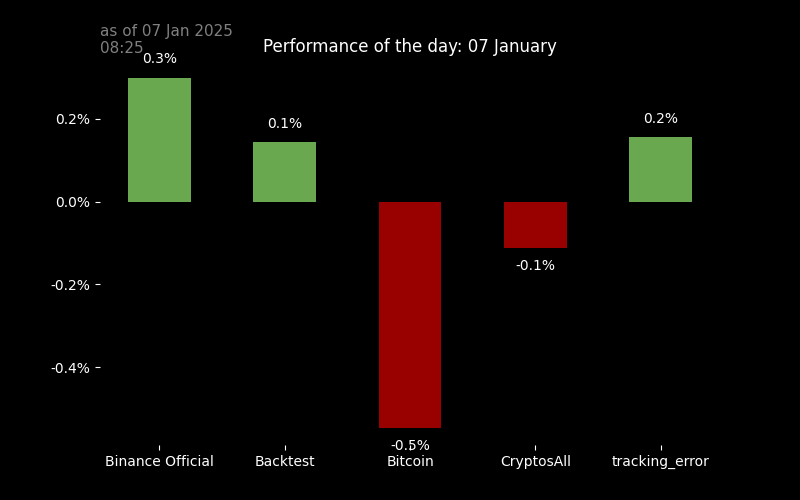 as of 07 Jan 2025
08:25
Performance of the day: 07 January
0.3%
0.1%
-0.5%
-0.1%
0.2%
0.2%
0.0%
-0.2%
-0.4%
Binance Official
Backtest
Bitcoin
CryptosAll
tracking_error